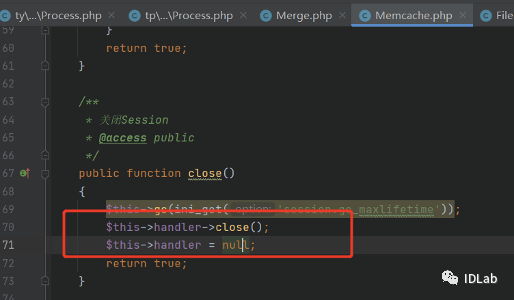 ty\...\Process.php × tp\...\Process.php × Merge.php × Memcache.php × File
59 }
60 return true;
61 }
62
63 /**
64 * 关闭Session
65 * @access public
66 */
67 public function close()
68 {
69 $this->gc(ini_get( option: 'session.gc_maxlifetime'));
70 $this->handler->close();
71 $this->handler = null;
72 return true;
73 }
IDLab